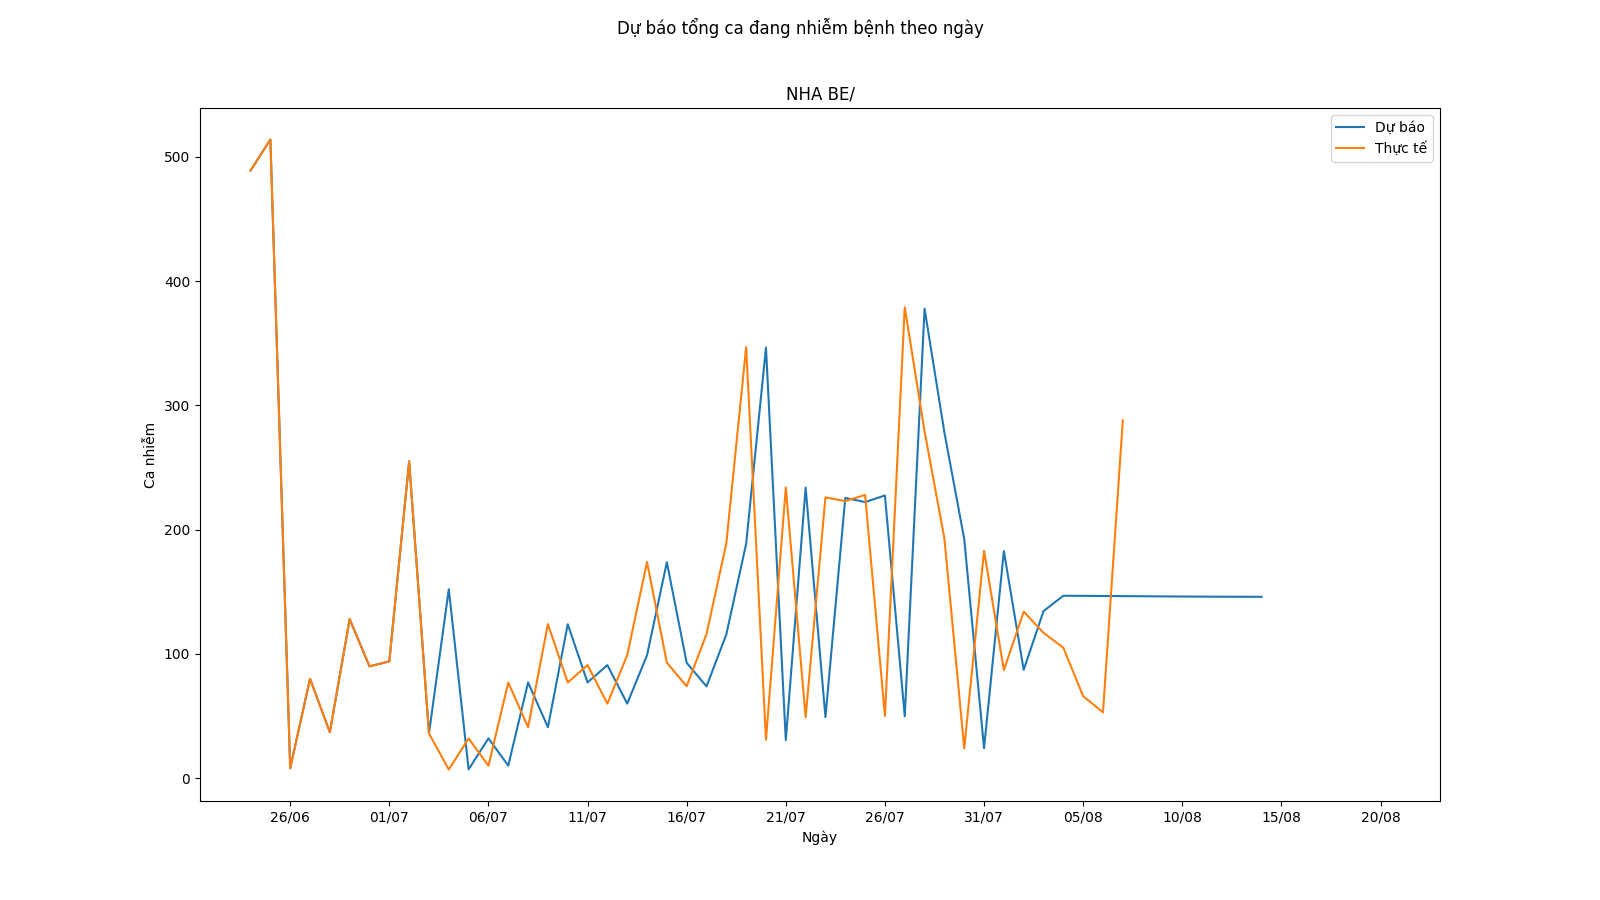 Dự báo tổng ca đang nhiễm bệnh theo ngày
NHA BE/
Dự báo
Thực tế
500
400
300
200
100
0
Ca nhiễm
26/06 01/07 06/07 11/07 16/07 21/07 26/07 31/07 05/08 10/08 15/08 20/08
Ngày